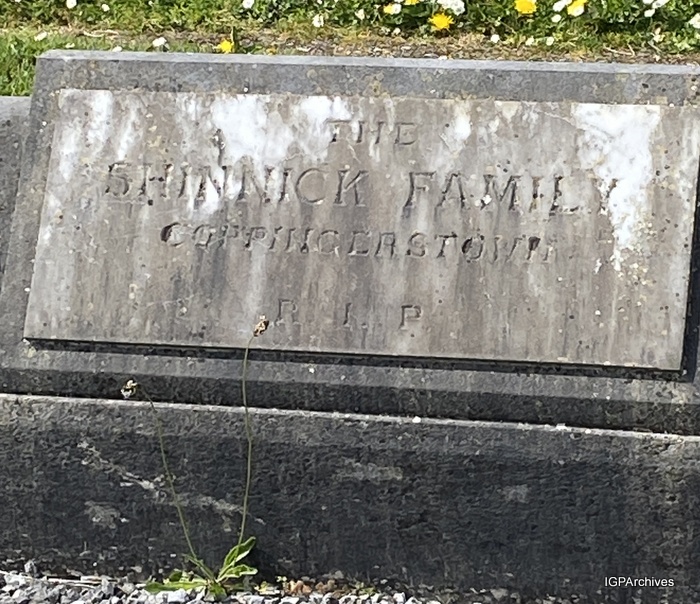 THE
SHINNICK FAMILY
COPPINGERSTOWN
R I P
IGPArchives